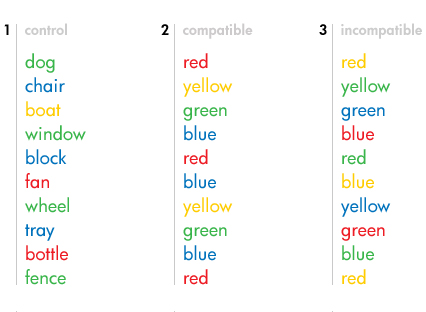 1 control
dog
chair
boat
window
block
fan
wheel
tray
bottle
fence
2 compatible
red
yellow
green
blue
red
blue
yellow
green
blue
red
3 incompatible
red
yellow
green
blue
red
blue
yellow
green
blue
red